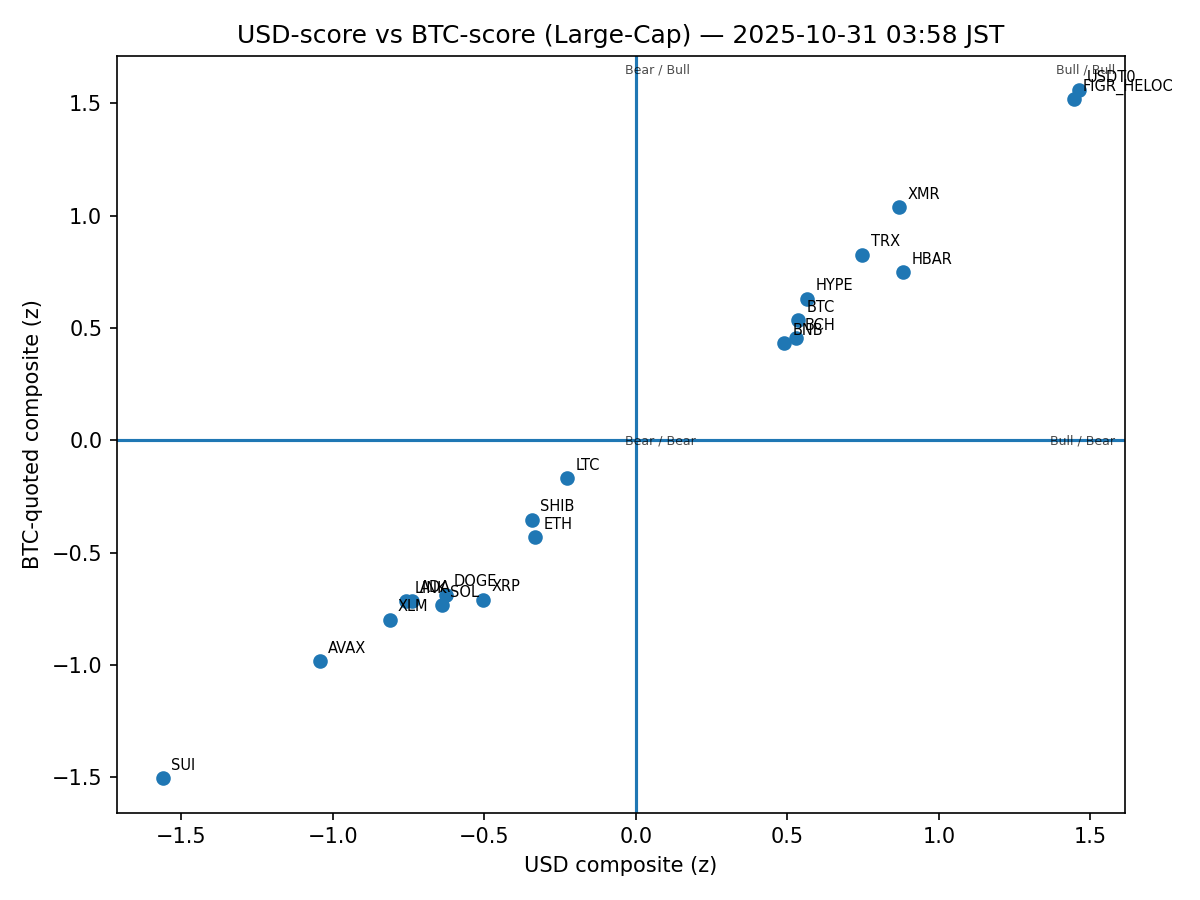 USD-score vs BTC-score (Large-Cap) — 2025-10-31 03:58 JST
Bear / Bull
Bull / Bull
USDT0
FIGR_HELOC
XMR
TRX
HBAR
HYPE
BTC
BCH
BNB
Bear / Bear
Bull / Bear
LTC
SHIB
ETH
DOGE
XRP
LINK
ADA
SOL
XLM
AVAX
SUI
1.5
1.0
0.5
0.0
−0.5
−1.0
−1.5
BTC-quoted composite (z)
−1.5
−1.0
−0.5
0.0
0.5
1.0
1.5
USD composite (z)